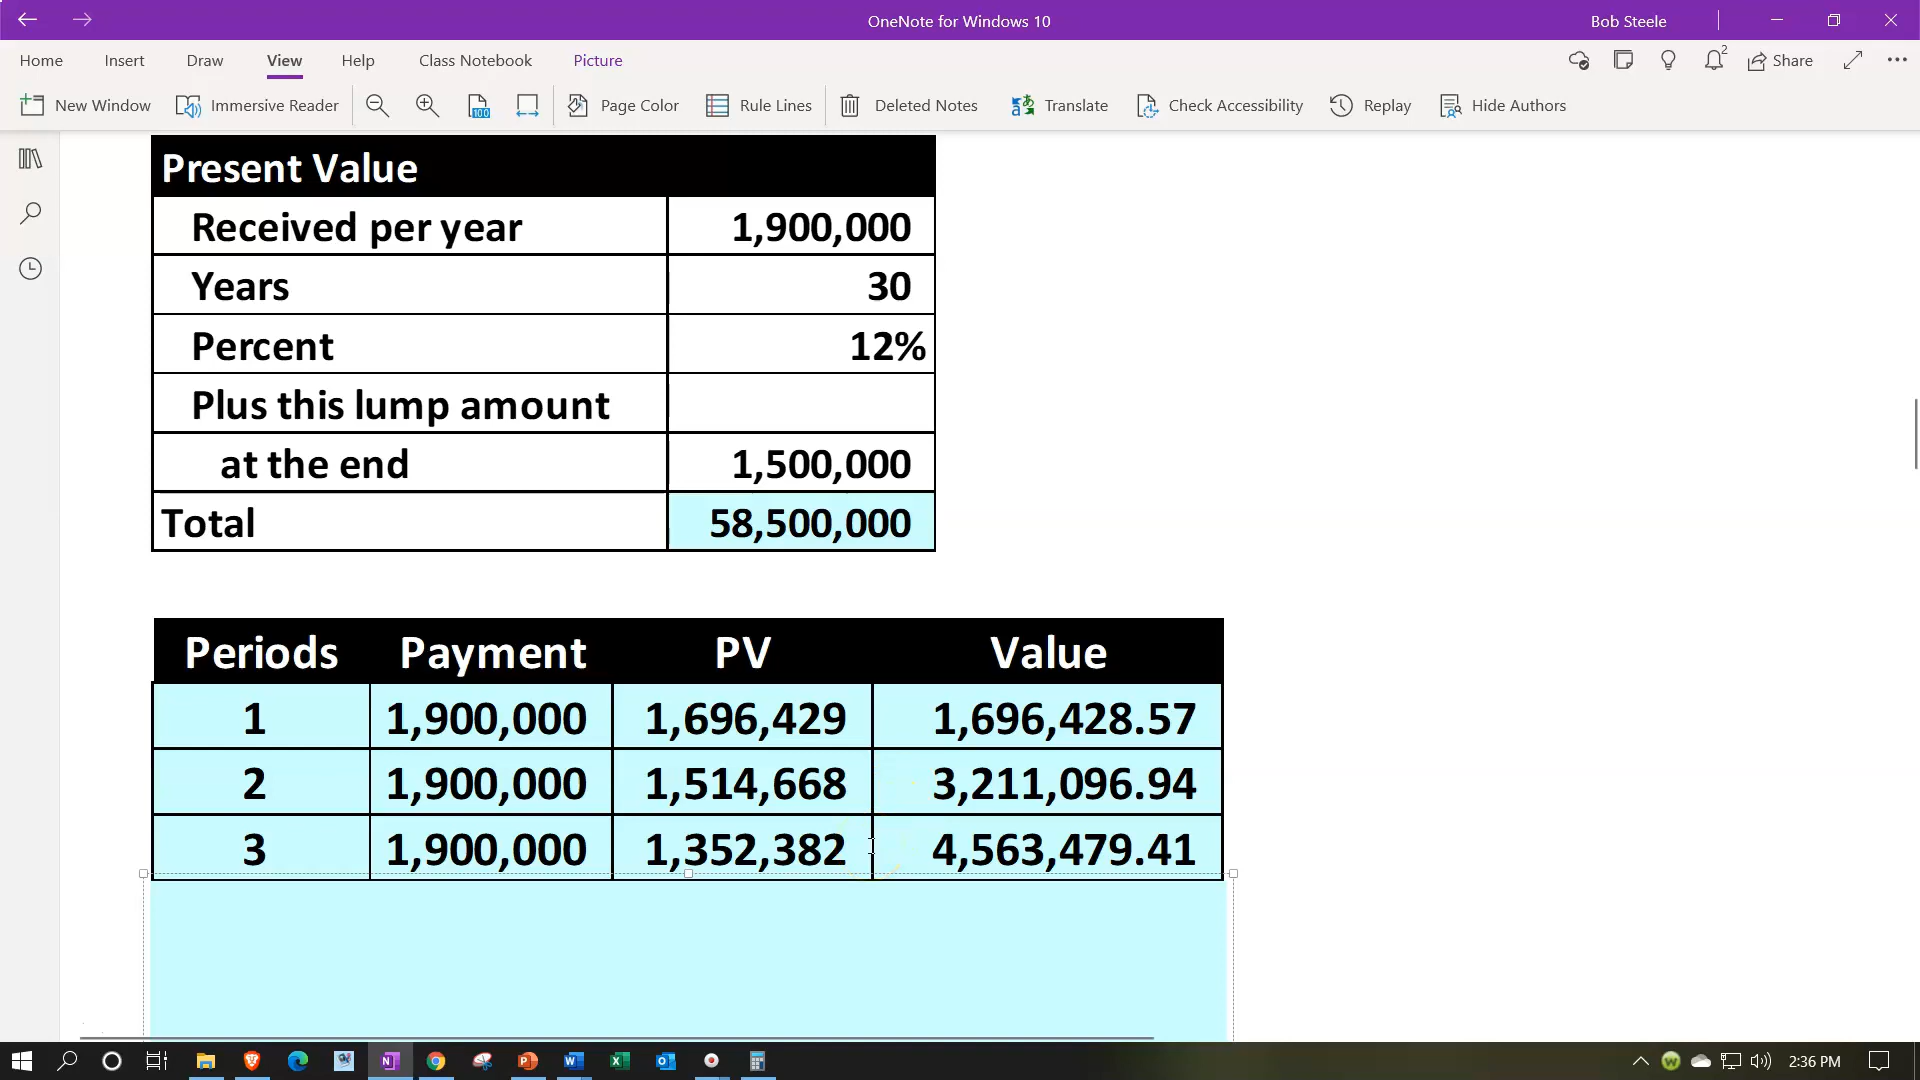 OneNote for Windows 10
Bob Steele
Home Insert Draw View Help Class Notebook Picture
2 Share
New Window Immersive Reader 100 Page Color Rule Lines Deleted Notes Translate Check Accessibility Replay Hide Authors
Present Value
Received per year 1,900,000
Years 30
Percent 12%
Plus this lump amount
at the end 1,500,000
Total 58,500,000
Periods Payment PV Value
1 1,900,000 1,696,429 1,696,428.57
2 1,900,000 1,514,668 3,211,096.94
3 1,900,000 1,352,382 4,563,479.41
2:36 PM